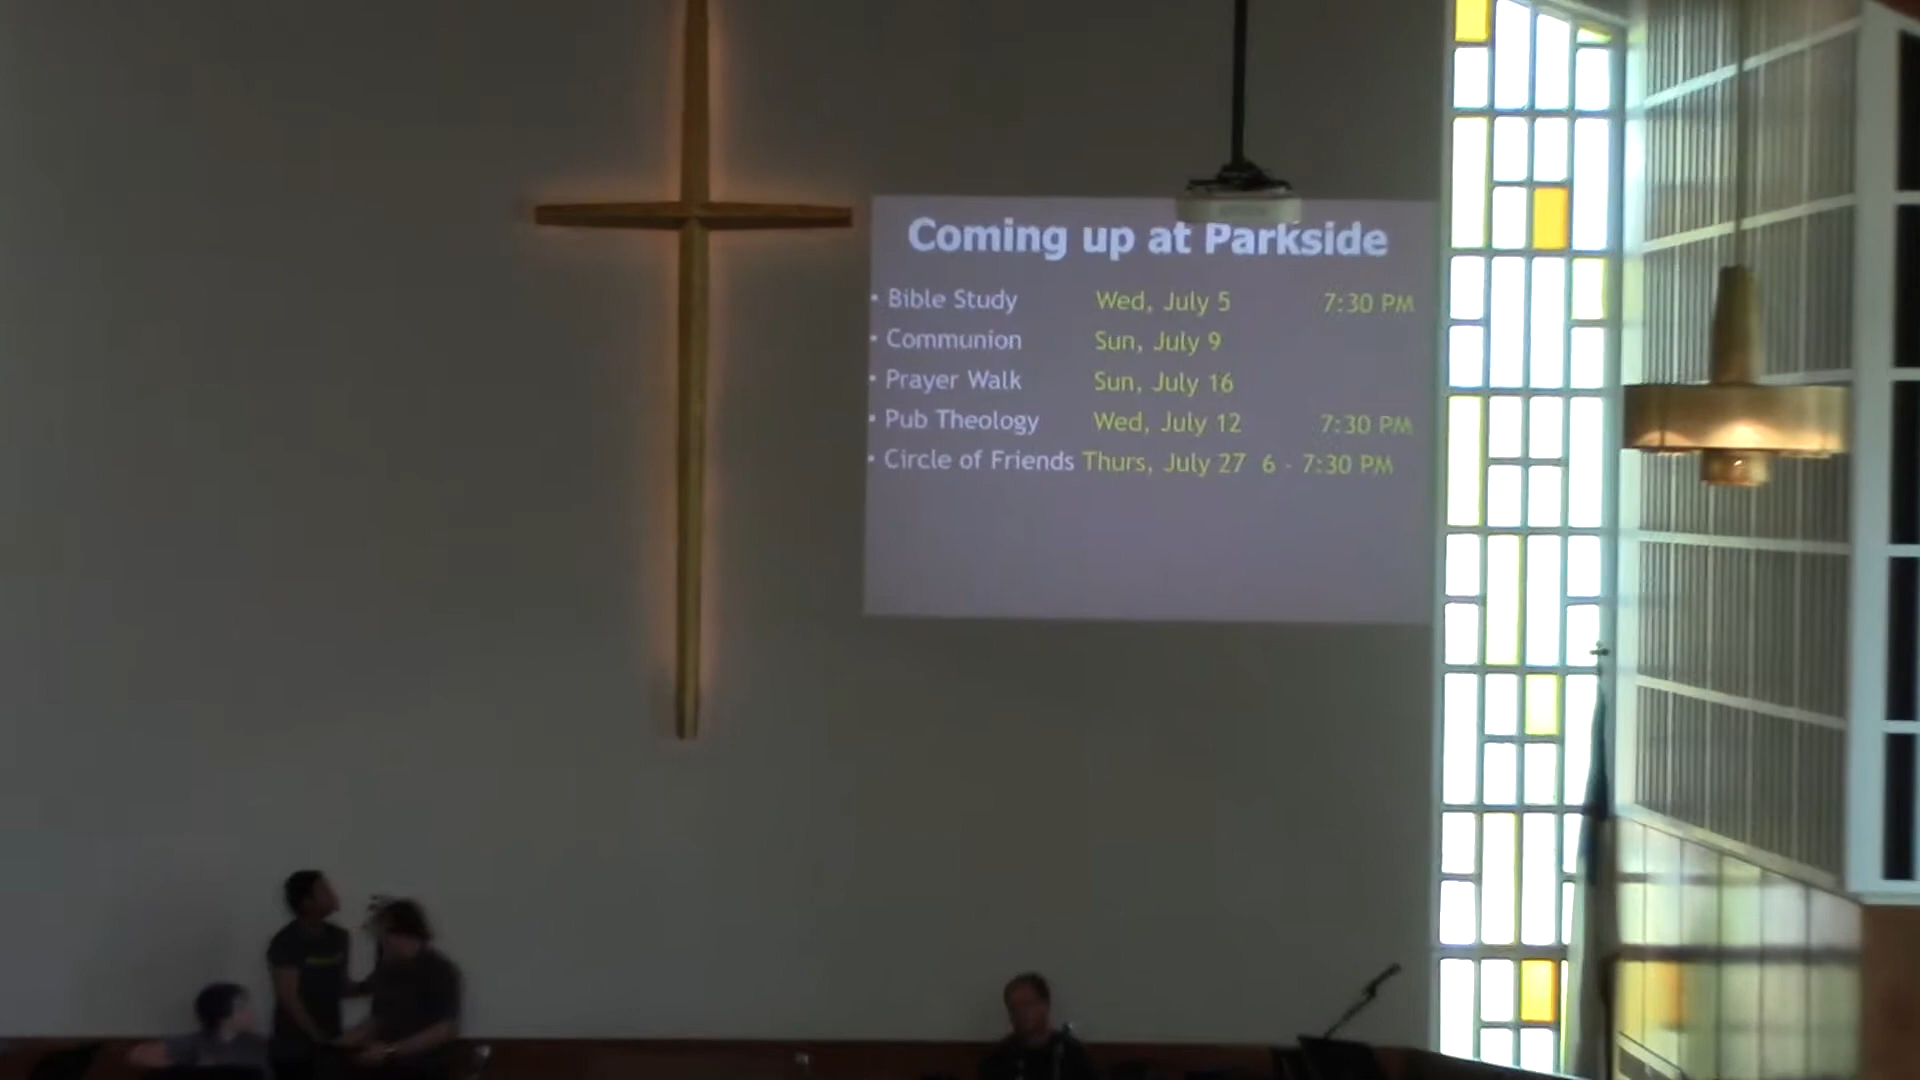 Coming up at Parkside
• Bible Study Wed, July 5 7:30 PM
• Communion Sun, July 9
• Prayer Walk Sun, July 16
• Pub Theology Wed, July 12 7:30 PM
• Circle of Friends Thurs, July 27 6 - 7:30 PM